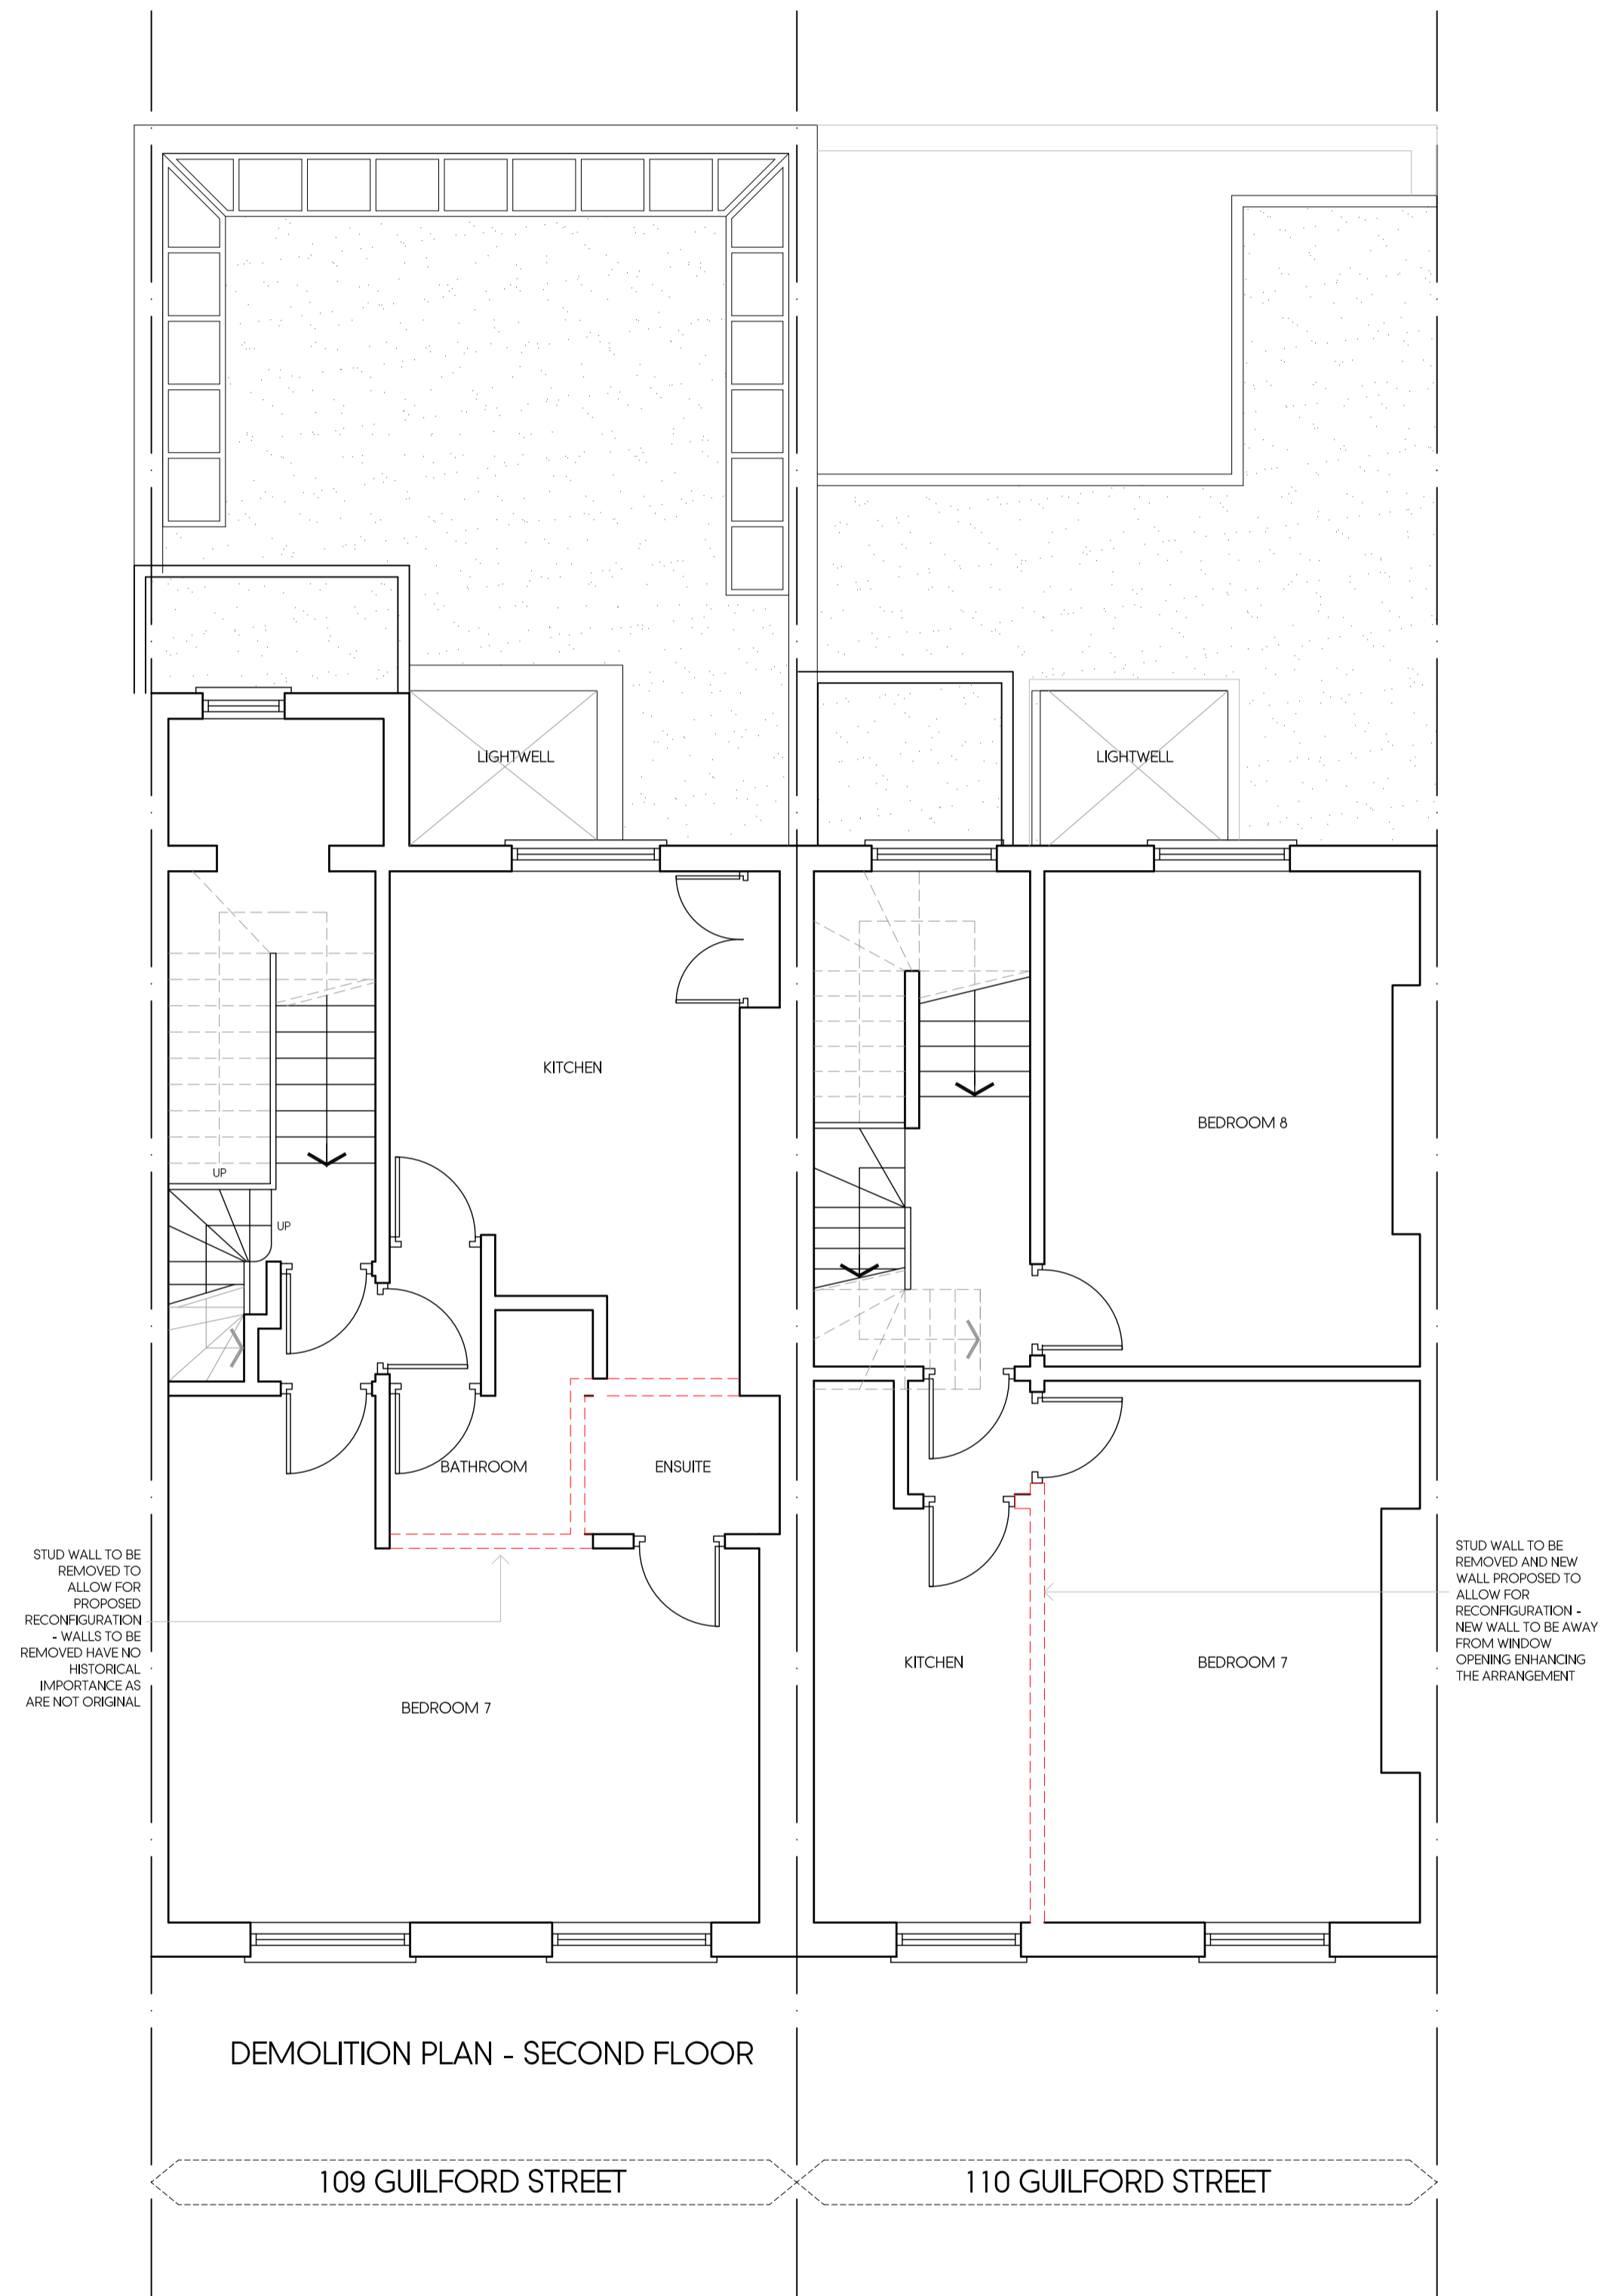 LIGHTWELL
LIGHTWELL
KITCHEN
BEDROOM 8
UP
UP
BATHROOM
ENSUITE
STUD WALL TO BE
REMOVED TO
ALLOW FOR
PROPOSED
RECONFIGURATION
- WALLS TO BE
REMOVED HAVE NO
HISTORICAL
IMPORTANCE AS
ARE NOT ORIGINAL
BEDROOM 7
KITCHEN
BEDROOM 7
STUD WALL TO BE
REMOVED AND NEW
WALL PROPOSED TO
ALLOW FOR
RECONFIGURATION -
NEW WALL TO BE AWAY
FROM WINDOW
OPENING ENHANCING
THE ARRANGEMENT
DEMOLITION PLAN - SECOND FLOOR
109 GUILFORD STREET
110 GUILFORD STREET